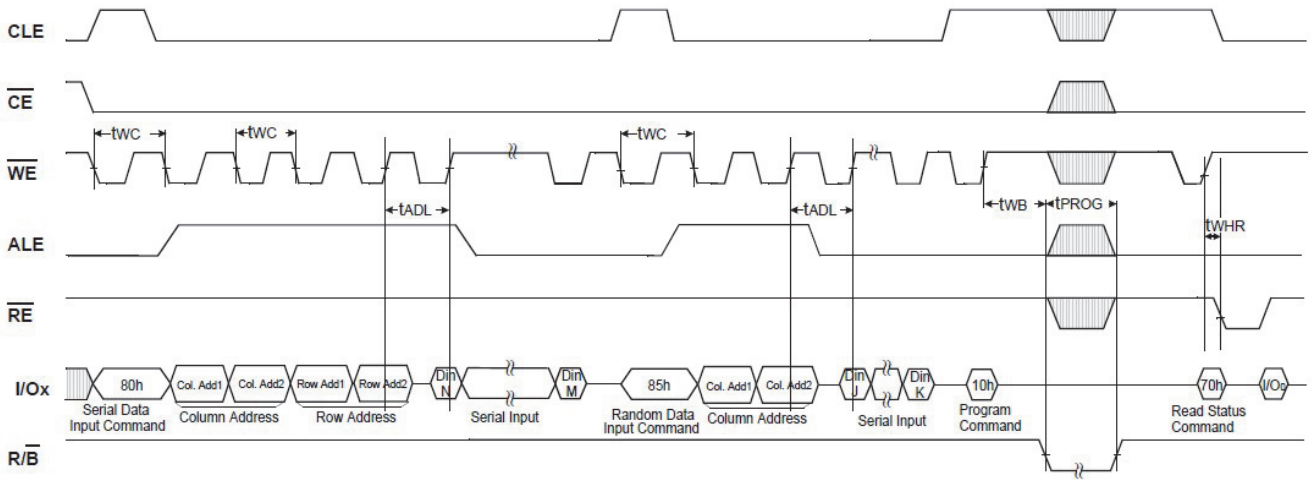 CLE
CE
tWC tWC tWC
WE
tADL tADL tWB tPROG
ALE
tWHR
RE
I/Ox
80h Col. Add1 Col. Add2 Row Add1 Row Add2 Din N Din M 85h Col. Add1 Col. Add2 Din J Din K 10h 70h I/Oo
Serial Data Input Command
Column Address
Row Address
Serial Input
Random Data Input Command
Column Address
Serial Input
Program Command
Read Status Command
R/B